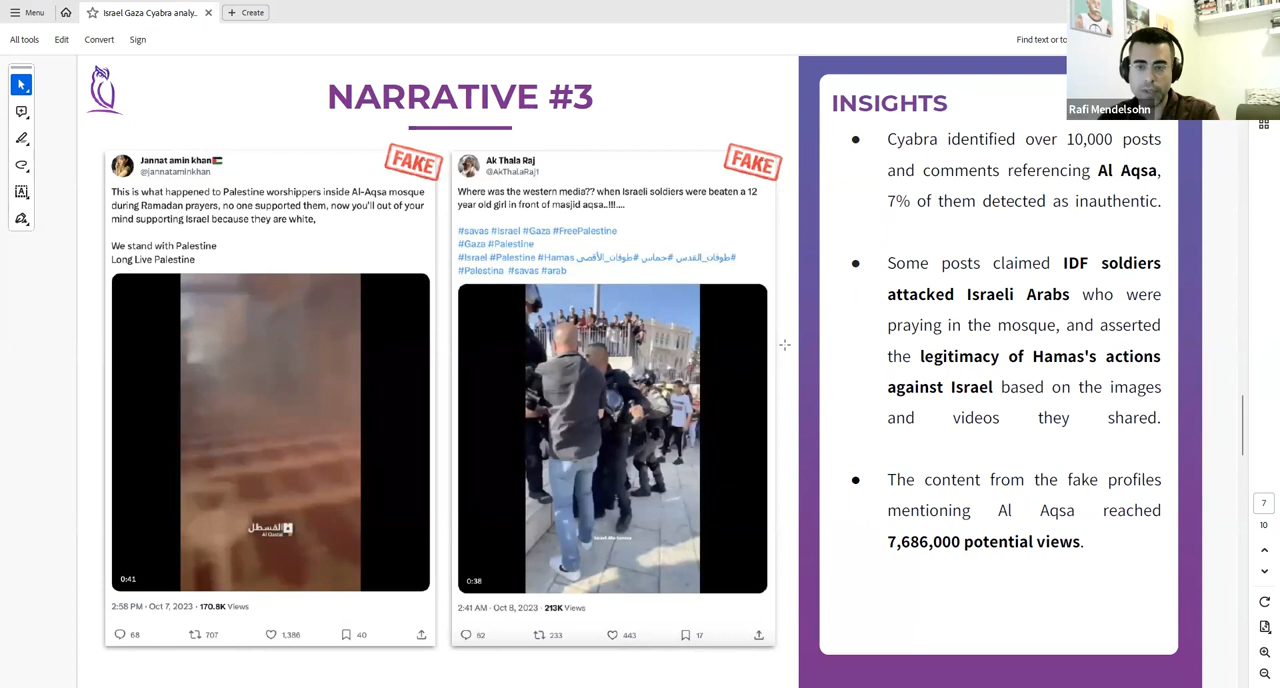 Menu
Israel Gaza Cyabra analy...
Create
All tools
Edit
Convert
Sign
Find text or to
Rafi Mendelsohn
NARRATIVE #3
Jannat amin khan🇵🇸
@jannataminkhan
FAKE
This is what happened to Palestine worshippers inside Al-Aqsa mosque
during Ramadan prayers, no one supported them, now you'll out of your
mind supporting Israel because they are white,
We stand with Palestine
Long Live Palestine
القسطل
Al Qastal
0:41
2:58 PM · Oct 7, 2023 · 170.8K Views
68
707
1,386
40
Ak Thala Raj
@AkThalaRaj1
FAKE
Where was the western media?? when Israeli soldiers were beaten a 12
year old girl in front of masjid aqsa..!!!....
#savas #Israel #Gaza #FreePalestine
#Gaza #Palestine
#Israel #Palestine #Hamas طوفان_القدس #حماس #طوفان_الأقصى#
#Palestina #savas #arab
0:38
2:41 AM · Oct 8, 2023 · 213K Views
62
233
443
17
INSIGHTS
Cyabra identified over 10,000 posts
and comments referencing Al Aqsa,
7% of them detected as inauthentic.
Some posts claimed IDF soldiers
attacked Israeli Arabs who were
praying in the mosque, and asserted
the legitimacy of Hamas's actions
against Israel based on the images
and videos they shared.
The content from the fake profiles
mentioning Al Aqsa reached
7,686,000 potential views.
7
10